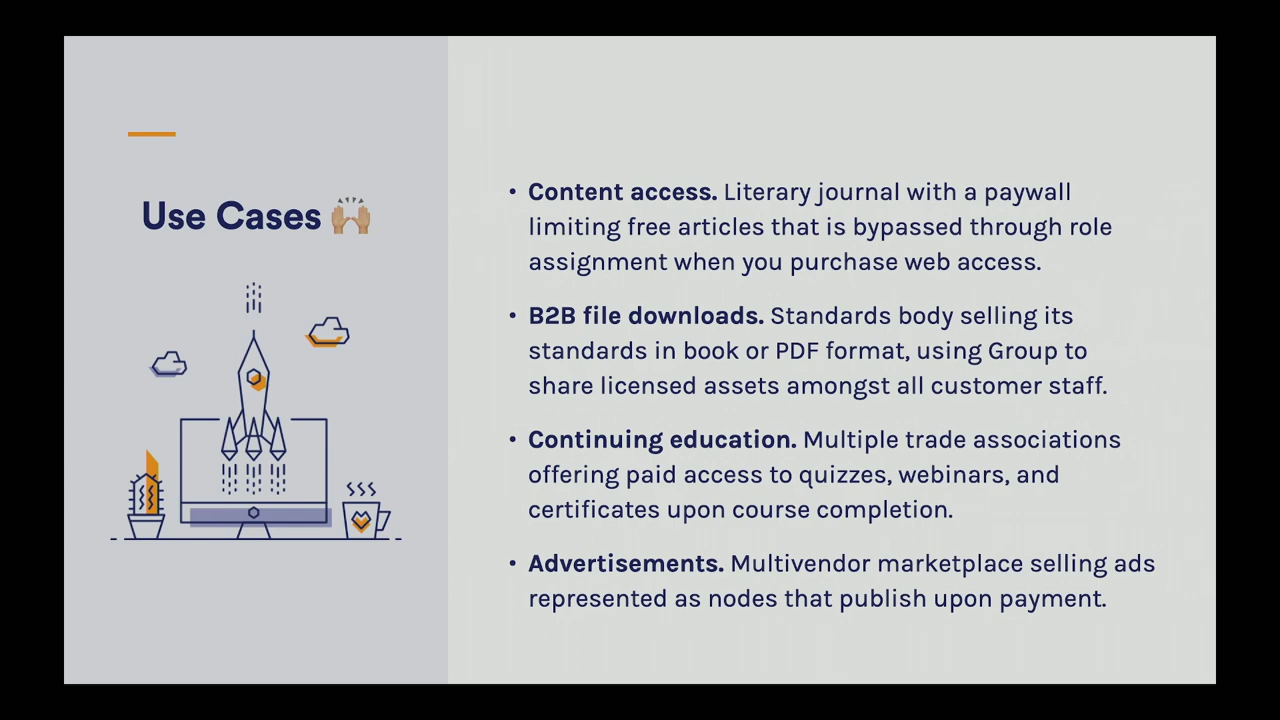 Use Cases 🙌🏼
• Content access. Literary journal with a paywall
limiting free articles that is bypassed through role
assignment when you purchase web access.
• B2B file downloads. Standards body selling its
standards in book or PDF format, using Group to
share licensed assets amongst all customer staff.
• Continuing education. Multiple trade associations
offering paid access to quizzes, webinars, and
certificates upon course completion.
• Advertisements. Multivendor marketplace selling ads
represented as nodes that publish upon payment.